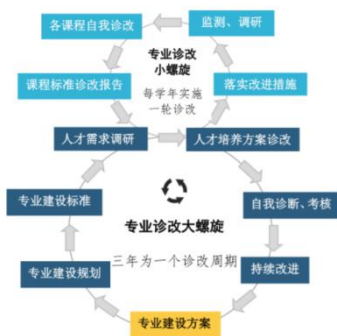 各课程自我诊改
监测、调研
专业诊改
小螺旋
课程标准诊改报告
落实改进措施
每学年实施
一轮诊改
人才需求调研
人才培养方案诊改
专业建设标准
自我诊断、考核
专业诊改大螺旋
三年为一个诊改周期
专业建设规划
持续改进
专业建设方案